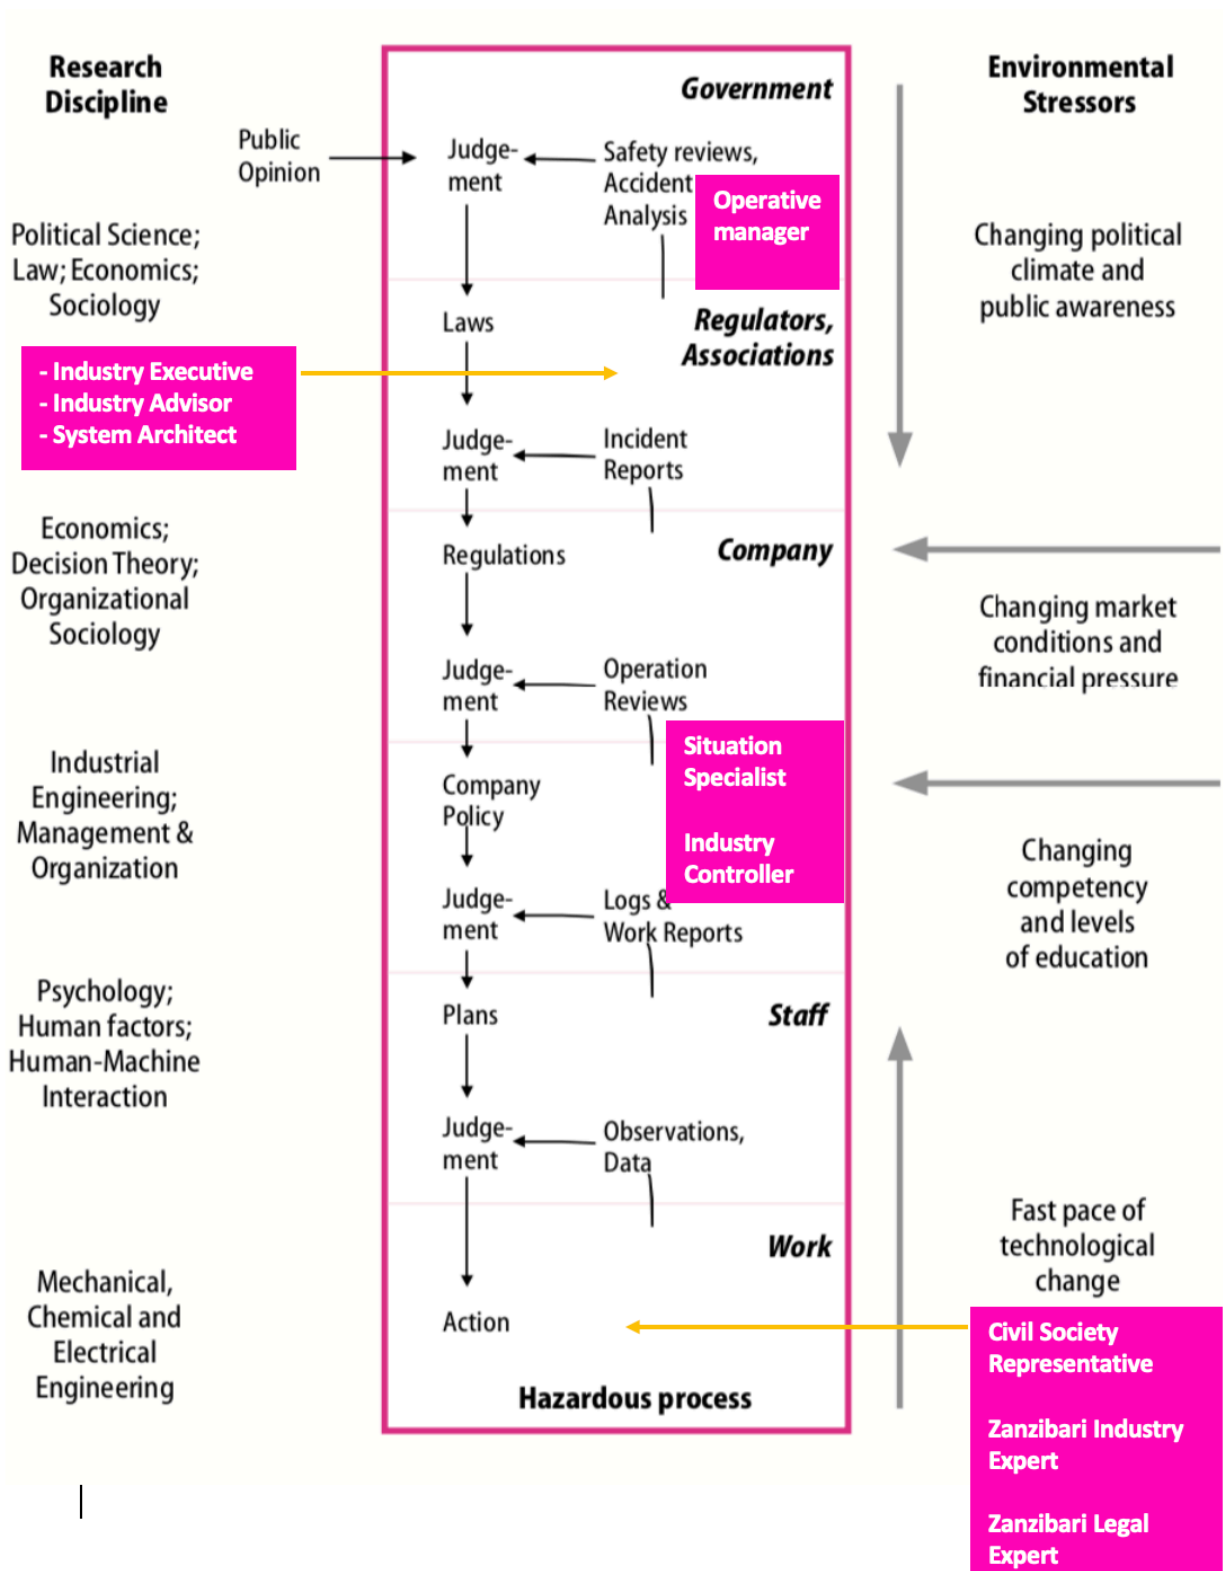 Research
Discipline
Public
Opinion
Political Science;
Law; Economics;
Sociology
- Industry Executive
- Industry Advisor
- System Architect
Economics;
Decision Theory;
Organizational
Sociology
Industrial
Engineering;
Management &
Organization
Psychology;
Human factors;
Human-Machine
Interaction
Mechanical,
Chemical and
Electrical
Engineering
Government
Judge-
ment
Safety reviews,
Accident
Analysis
Operative
manager
Laws
Regulators,
Associations
Judge-
ment
Incident
Reports
Regulations
Company
Judge-
ment
Operation
Reviews
Situation
Specialist
Industry
Controller
Company
Policy
Judge-
ment
Logs &
Work Reports
Plans
Staff
Judge-
ment
Observations,
Data
Work
Action
Hazardous process
Environmental
Stressors
Changing political
climate and
public awareness
Changing market
conditions and
financial pressure
Changing
competency
and levels
of education
Fast pace of
technological
change
Civil Society
Representative
Zanzibari Industry
Expert
Zanzibari Legal
Expert